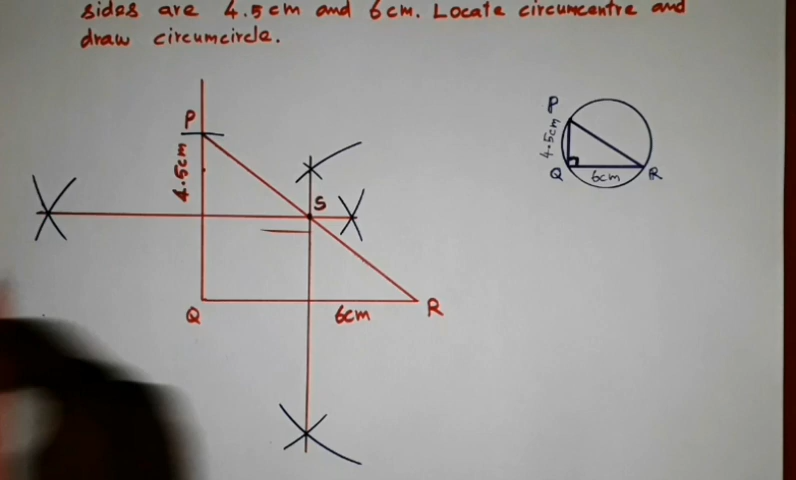 sides are 4.5cm and 6cm. Locate circumcentre and
draw circumcircle.
P
4.5cm
S
Q
6cm
R
P
4.5cm
Q
6cm
R